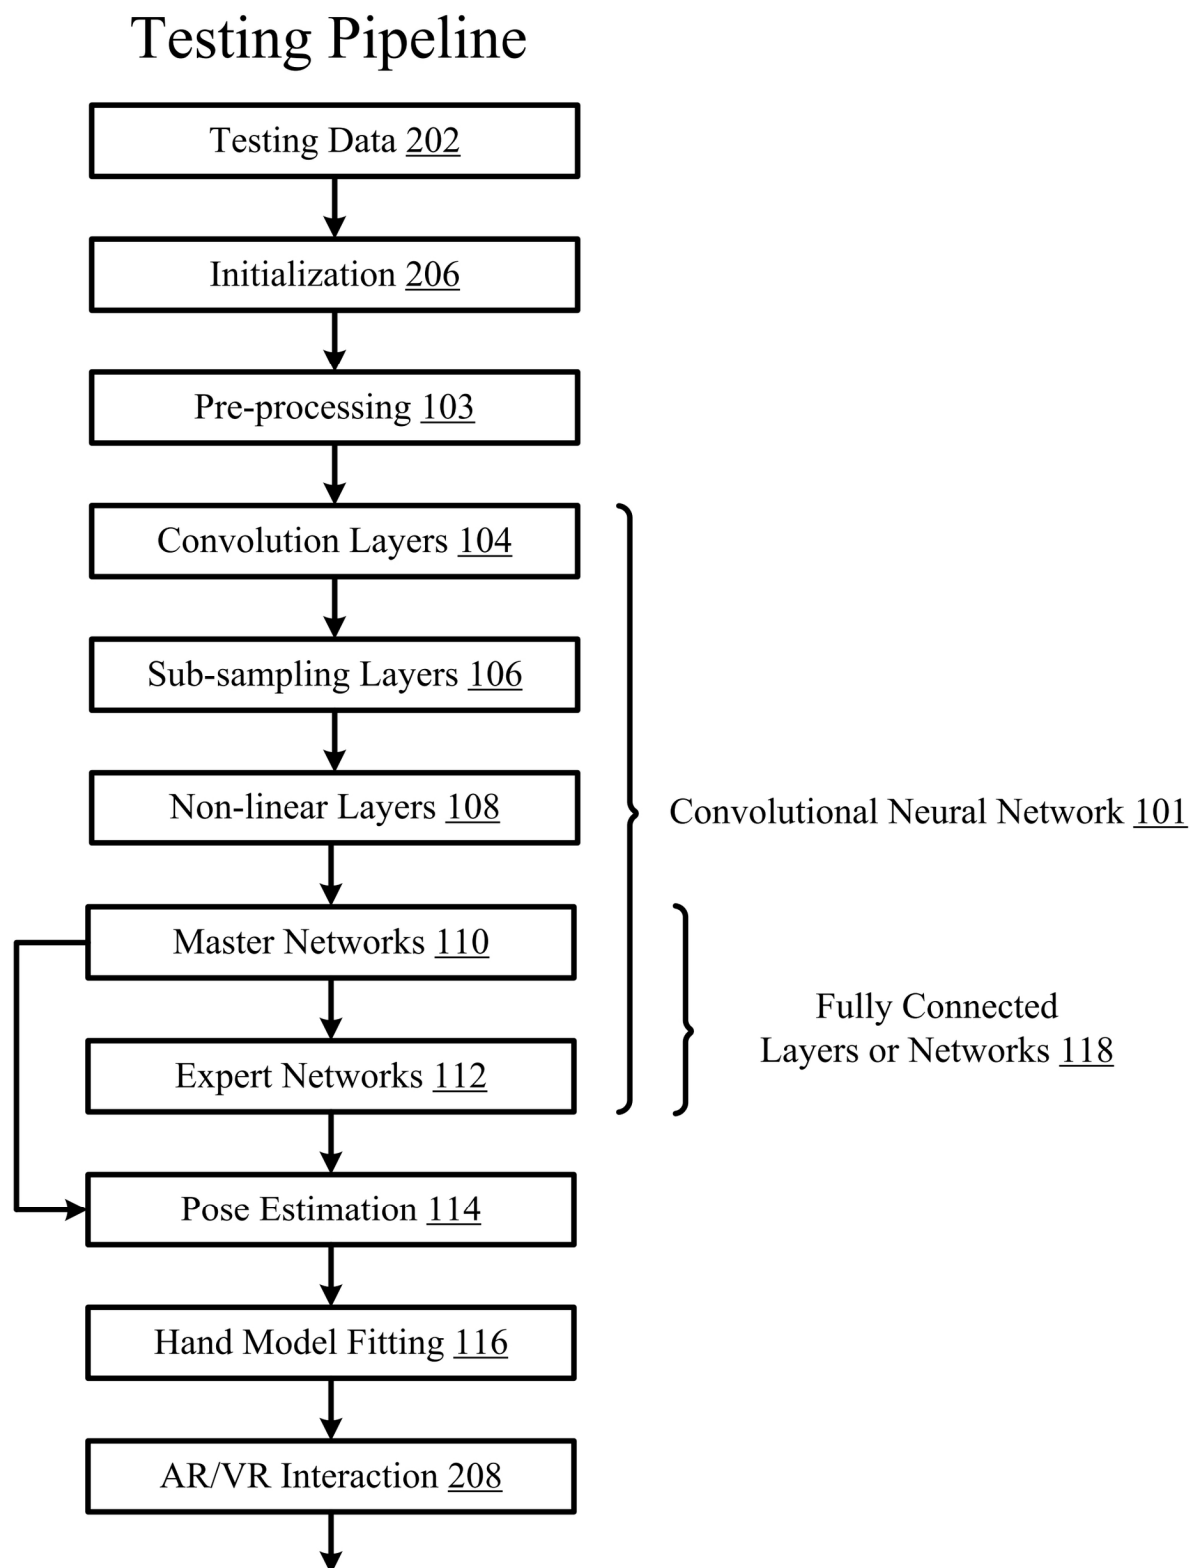 Testing Pipeline
Testing Data 202
Initialization 206
Pre-processing 103
Convolution Layers 104
Sub-sampling Layers 106
Non-linear Layers 108
Convolutional Neural Network 101
Master Networks 110
Fully Connected
Layers or Networks 118
Expert Networks 112
Pose Estimation 114
Hand Model Fitting 116
AR/VR Interaction 208